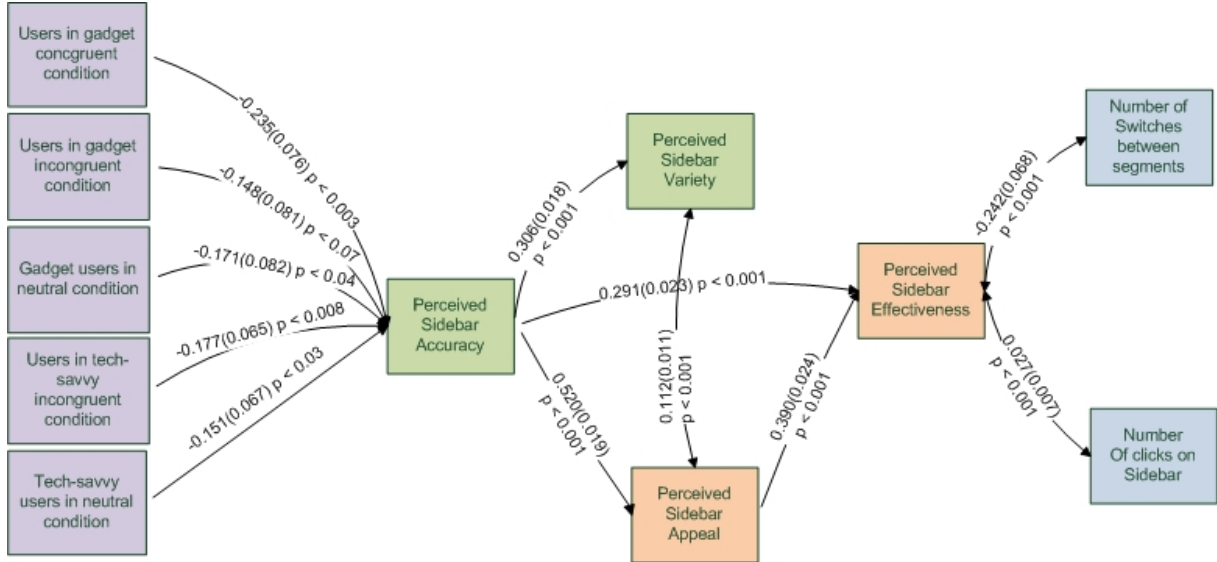 Users in gadget
concgruent
condition
Users in gadget
incongruent
condition
Gadget users in
neutral condition
Users in tech-
savvy
incongruent
condition
Tech-savvy
users in neutral
condition
-0.235(0.076) p < 0.003
-0.148(0.081) p < 0.07
-0.171(0.082) p < 0.04
-0.177(0.065) p < 0.008
-0.151(0.067) p < 0.03
Perceived
Sidebar
Accuracy
0.306(0.018)
p < 0.001
0.291(0.023) p < 0.001
0.520(0.019)
p < 0.001
Perceived
Sidebar
Variety
0.112(0.011)
p < 0.001
Perceived
Sidebar
Appeal
0.390(0.024)
p < 0.001
Perceived
Sidebar
Effectiveness
-0.242(0.068)
p < 0.001
0.027(0.007)
p < 0.001
Number of
Switches
between
segments
Number
Of clicks on
Sidebar